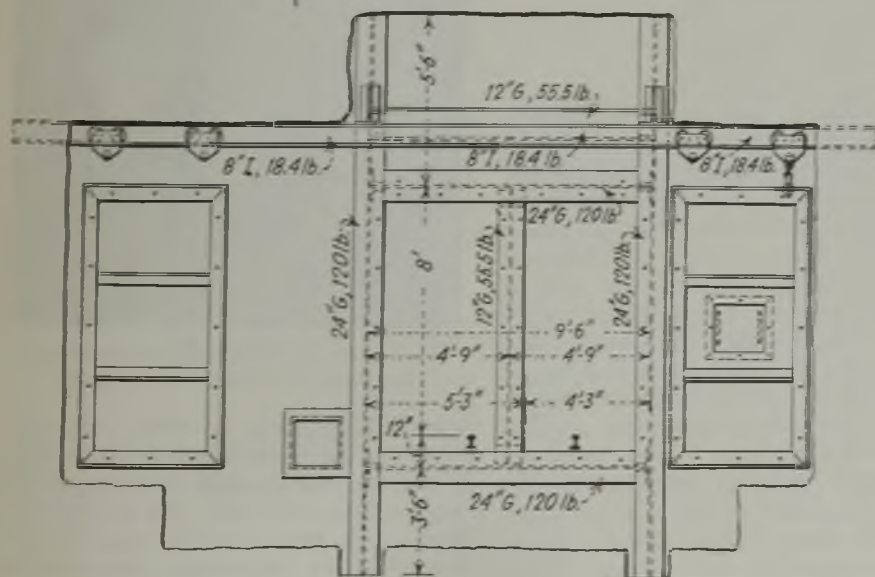 5'-6"
12"G, 55.5 lb.
8"I, 18.4 lb.
8"I, 18.4 lb.
8"I, 18.4 lb.
24"G, 120 lb.
24"G, 120 lb.
8'
12"G, 55.5 lb.
24"G, 120 lb.
9'-6"
4'-9"
4'-9"
5'-3"
4'-3"
12"
I
I
24"G, 120 lb.
3'-6"